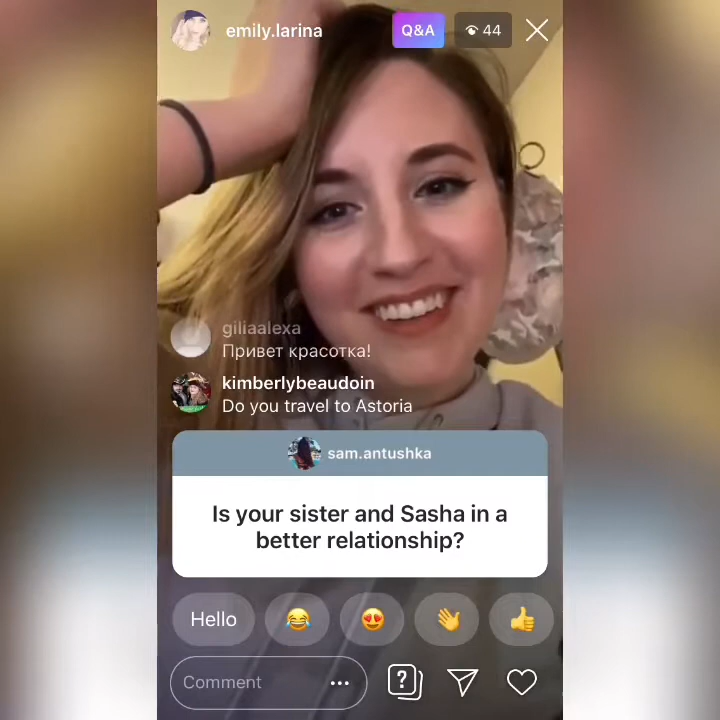 emily.larina
Q&A
44
giliaalexa
Привет красотка!
kimberlybeaudoin
Do you travel to Astoria
sam.antushka
Is your sister and Sasha in a
better relationship?
Hello
Comment